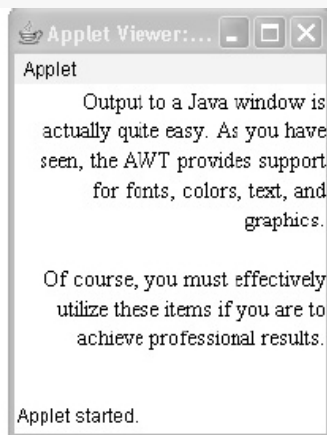 Applet Viewer:...
Applet
Output to a Java window is
actually quite easy. As you have
seen, the AWT provides support
for fonts, colors, text, and
graphics.
Of course, you must effectively
utilize these items if you are to
achieve professional results.
Applet started.